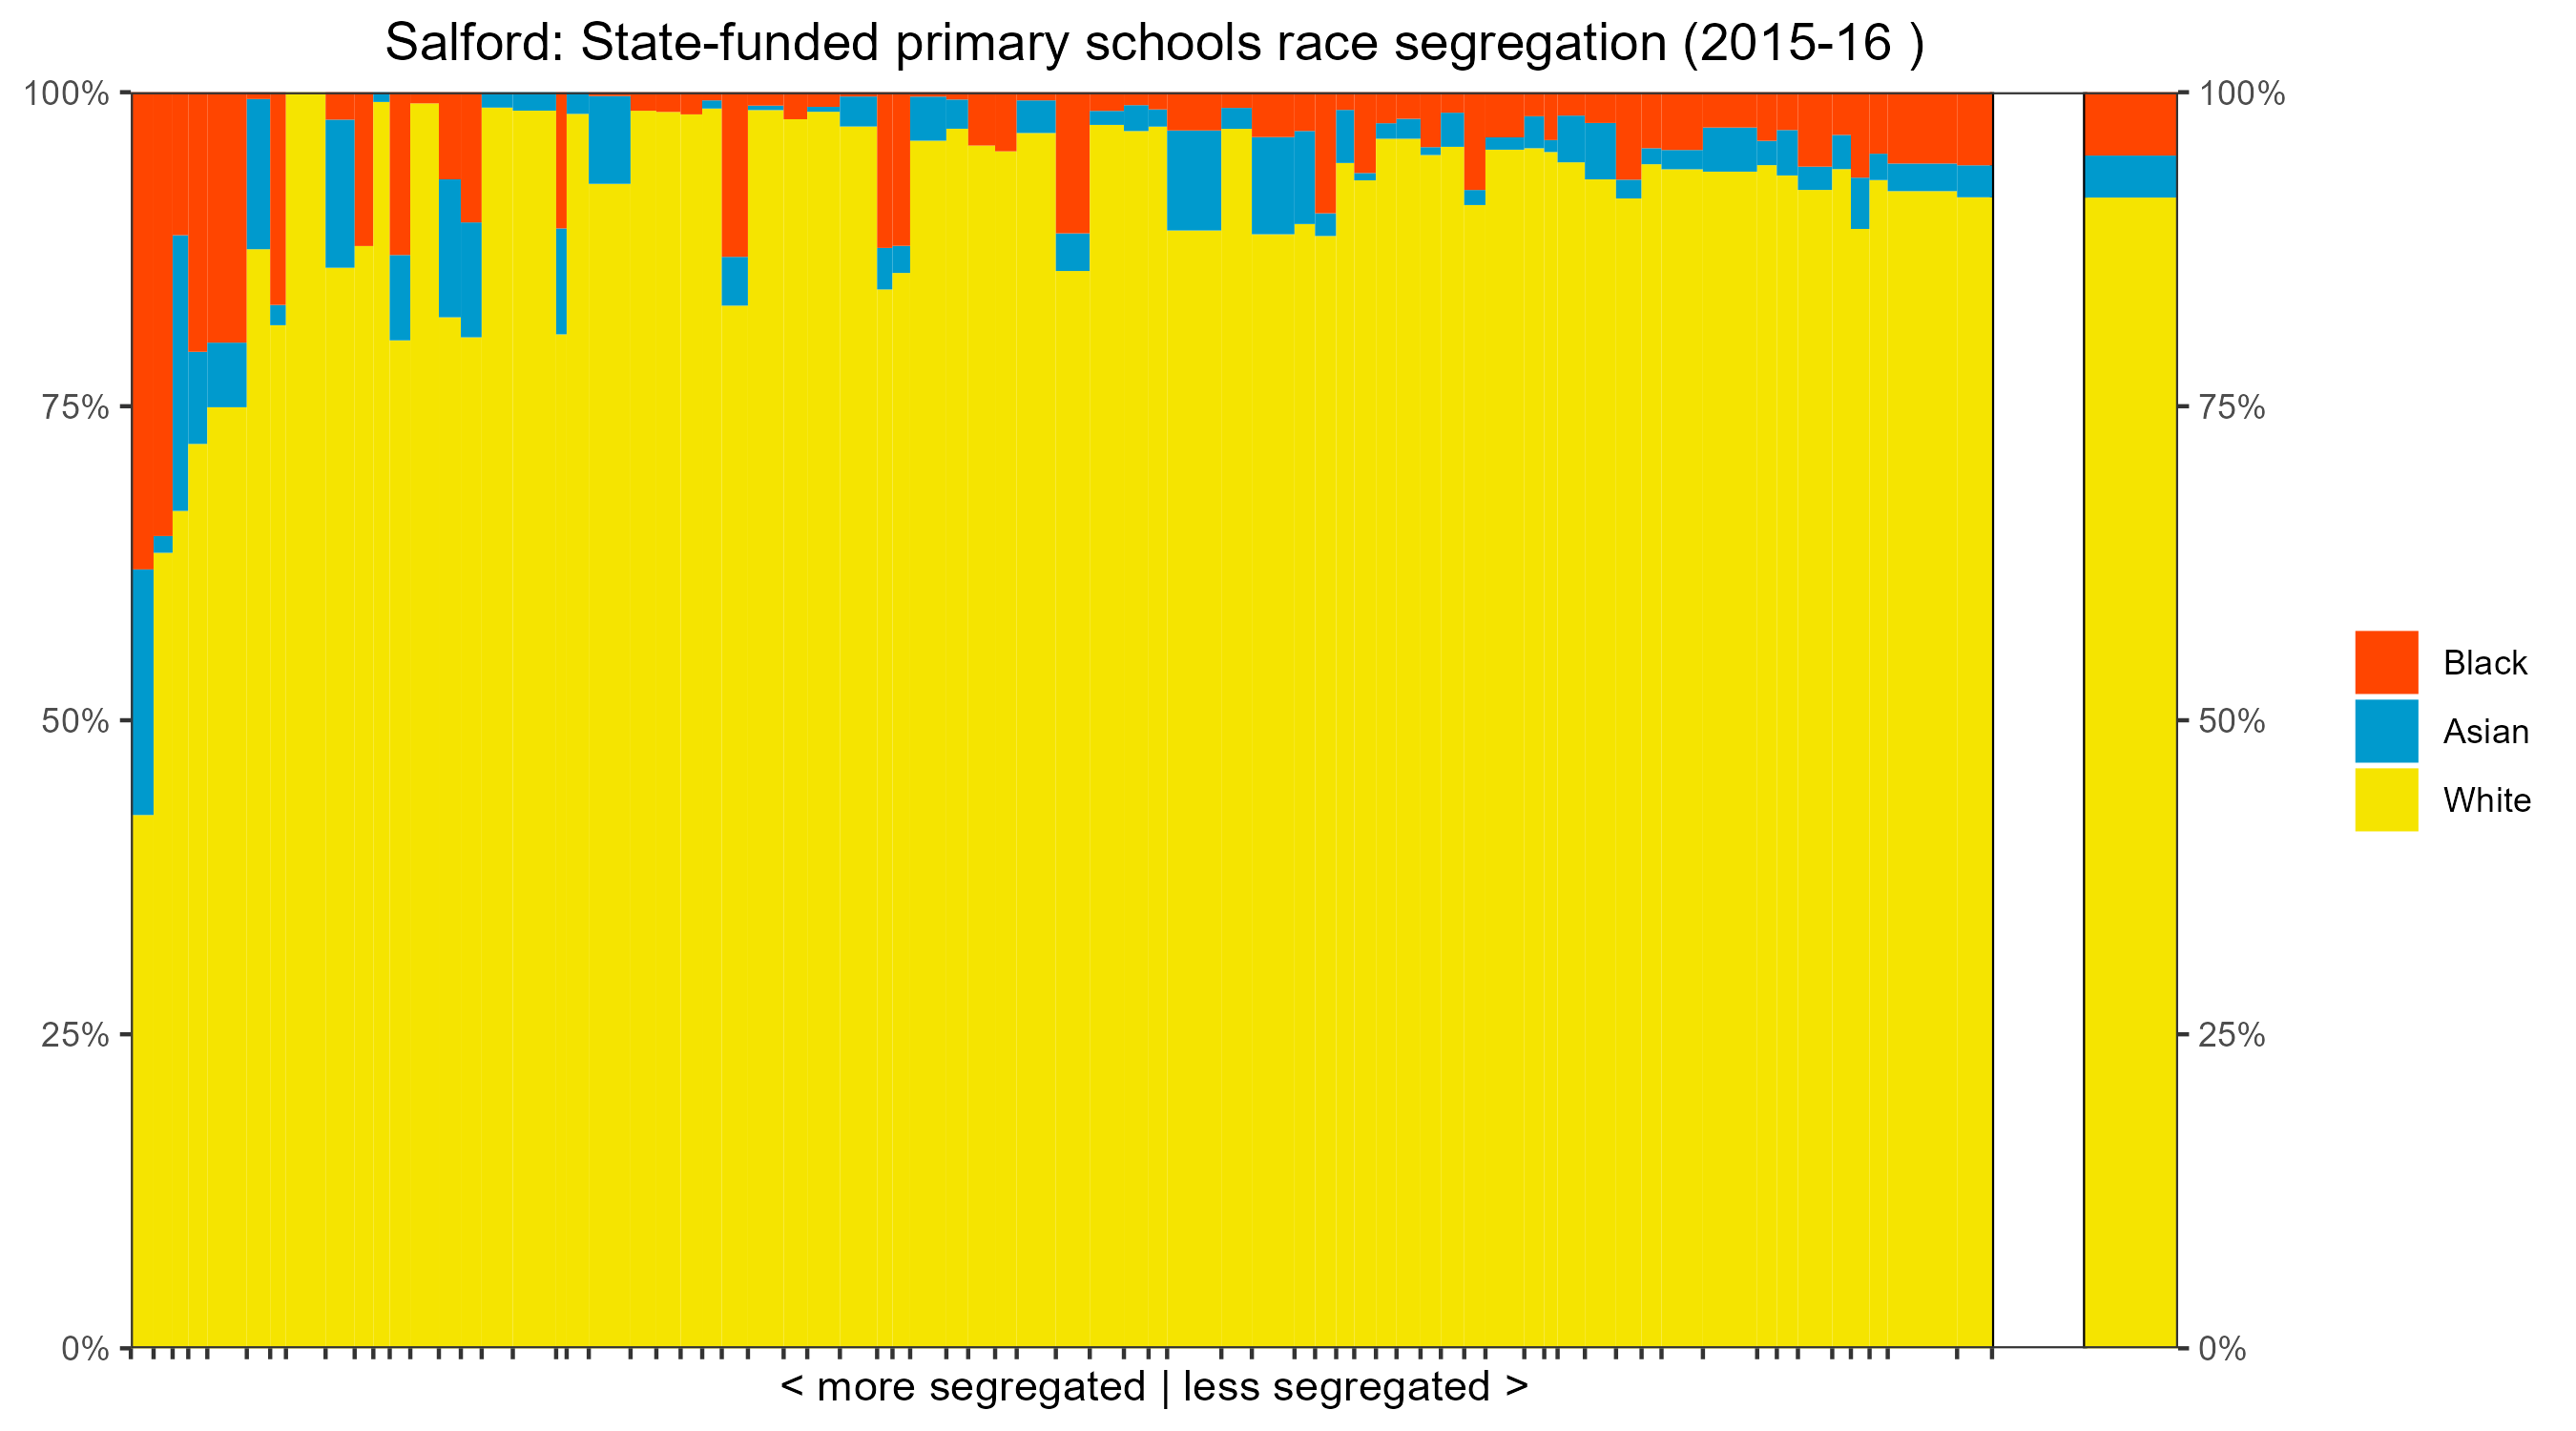 Salford: State-funded primary schools race segregation (2015-16 )
100%
100%
75%
75%
50%
50%
25%
25%
0%
0%
Black
Asian
White
< more segregated | less segregated >